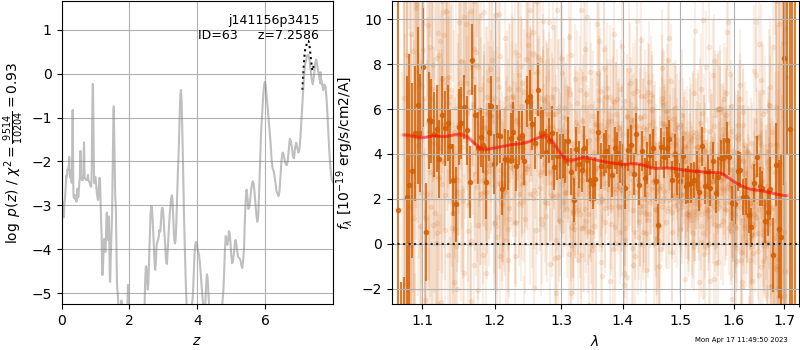 j141156p3415
ID=63 z=7.2586
log p(z) / χ² = 9514/10204 = 0.93
1
0
−1
−2
−3
−4
−5
0 2 4 6
z
f_λ [10⁻¹⁹ erg/s/cm2/A]
10
8
6
4
2
0
−2
1.1 1.2 1.3 1.4 1.5 1.6 1.7
λ
Mon Apr 17 11:49:50 2023